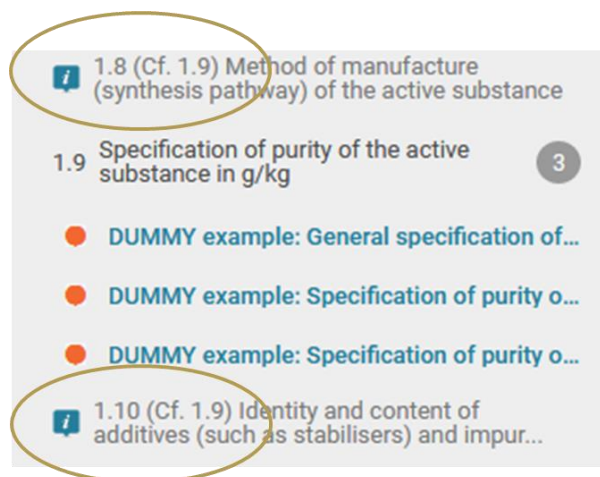 1.8 (Cf. 1.9) Method of manufacture
(synthesis pathway) of the active substance
1.9 Specification of purity of the active
substance in g/kg
3
DUMMY example: General specification of...
DUMMY example: Specification of purity o...
DUMMY example: Specification of purity o...
1.10 (Cf. 1.9) Identity and content of
additives (such as stabilisers) and impur...